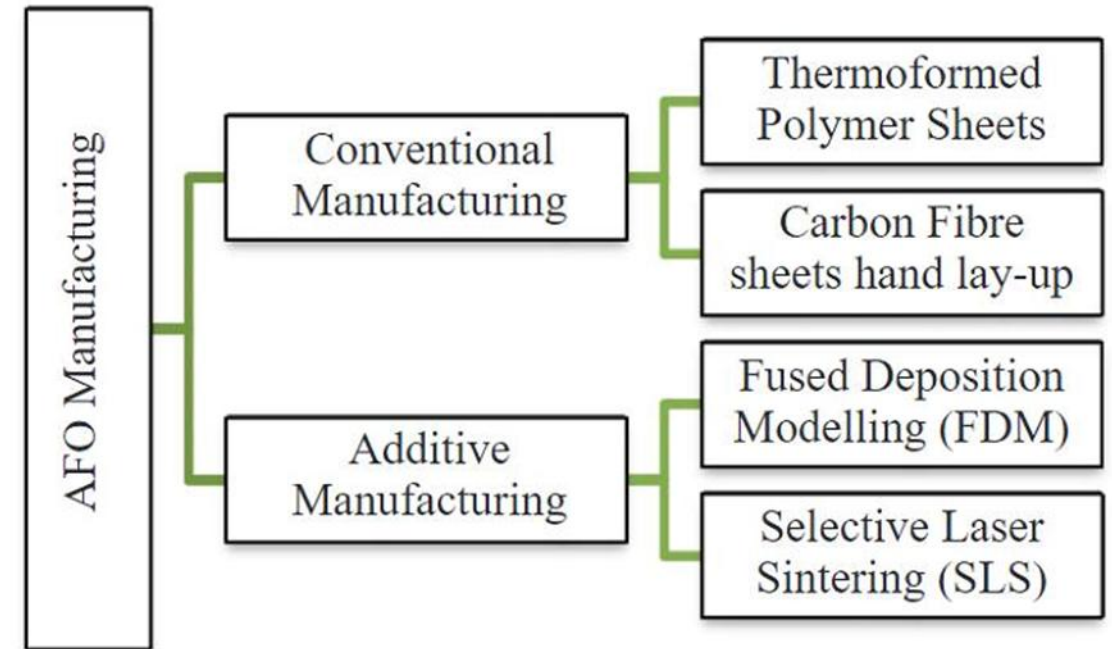 AFO Manufacturing
Conventional
Manufacturing
Thermoformed
Polymer Sheets
Carbon Fibre
sheets hand lay-up
Additive
Manufacturing
Fused Deposition
Modelling (FDM)
Selective Laser
Sintering (SLS)